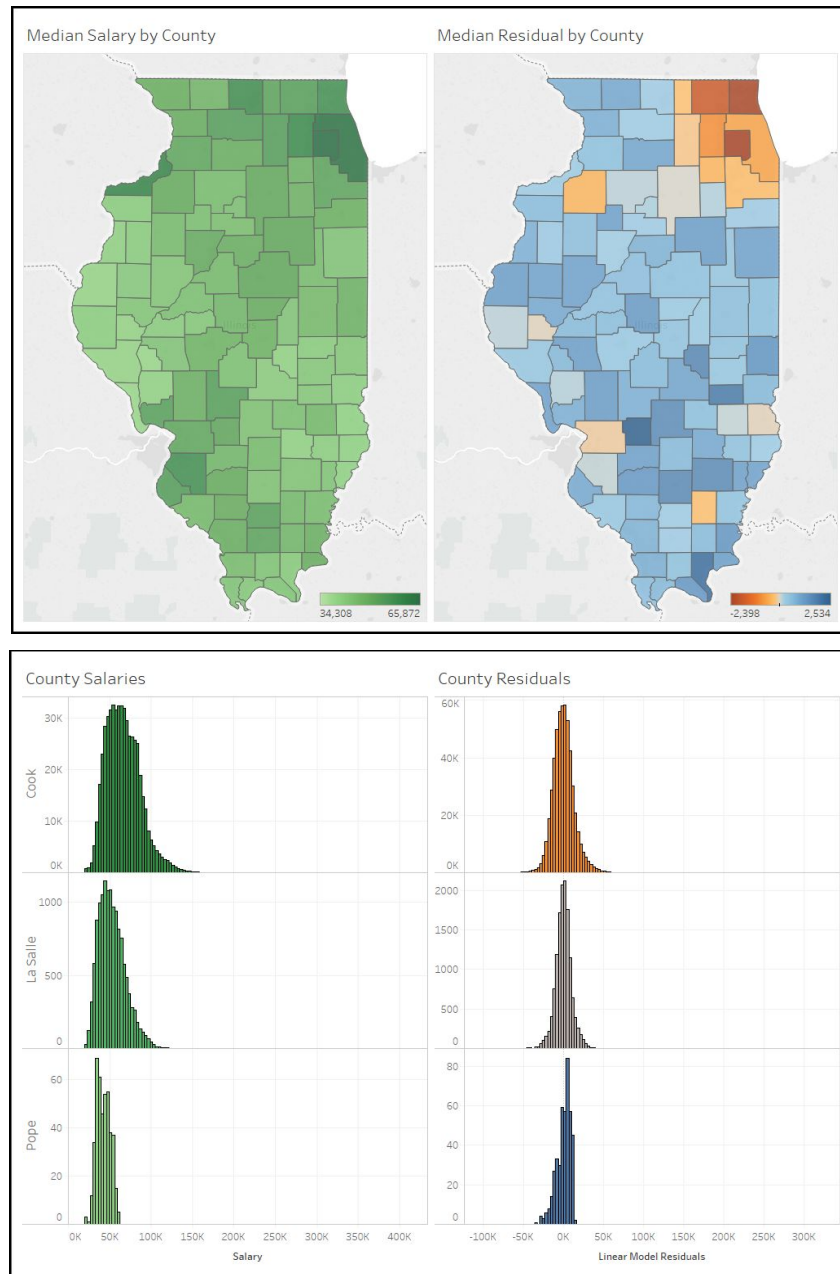 Median Salary by County
Median Residual by County
34,308 65,872
-2,398 2,534
County Salaries
County Residuals
Cook
30K
20K
10K
0K
60K
40K
20K
0K
La Salle
1000
500
0
2000
1500
1000
500
0
Pope
60
40
20
0
80
60
40
20
0
0K 50K 100K 150K 200K 250K 300K 350K 400K
Salary
-100K -50K 0K 50K 100K 150K 200K 250K 300K
Linear Model Residuals